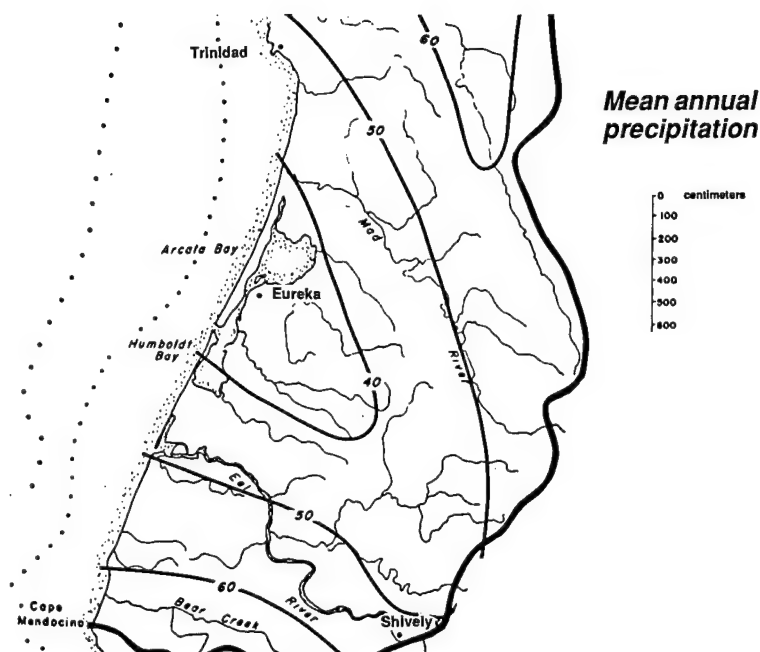 60
Trinidad
50
Mean annual
precipitation
0 centimeters
100
200
300
400
500
600
Mad
Arcata Bay
Eureka
Humboldt
Bay
River
40
Eel
50
60
Cape
Mendocino
Bear Creek
River
Shively